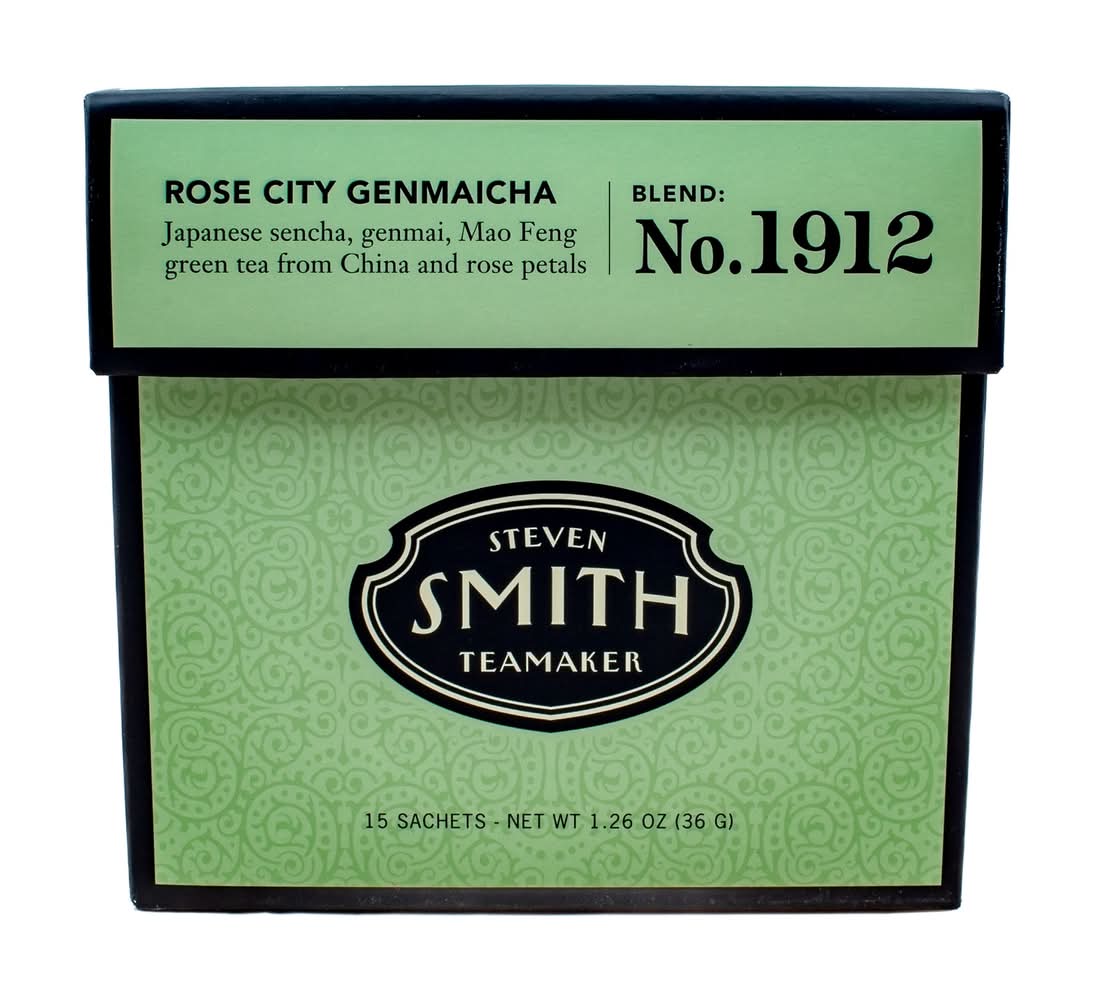 ROSE CITY GENMAICHA
Japanese sencha, genmai, Mao Feng
green tea from China and rose petals
BLEND:
No.1912
STEVEN
SMITH
TEAMAKER
15 SACHETS - NET WT 1.26 OZ (36 G)